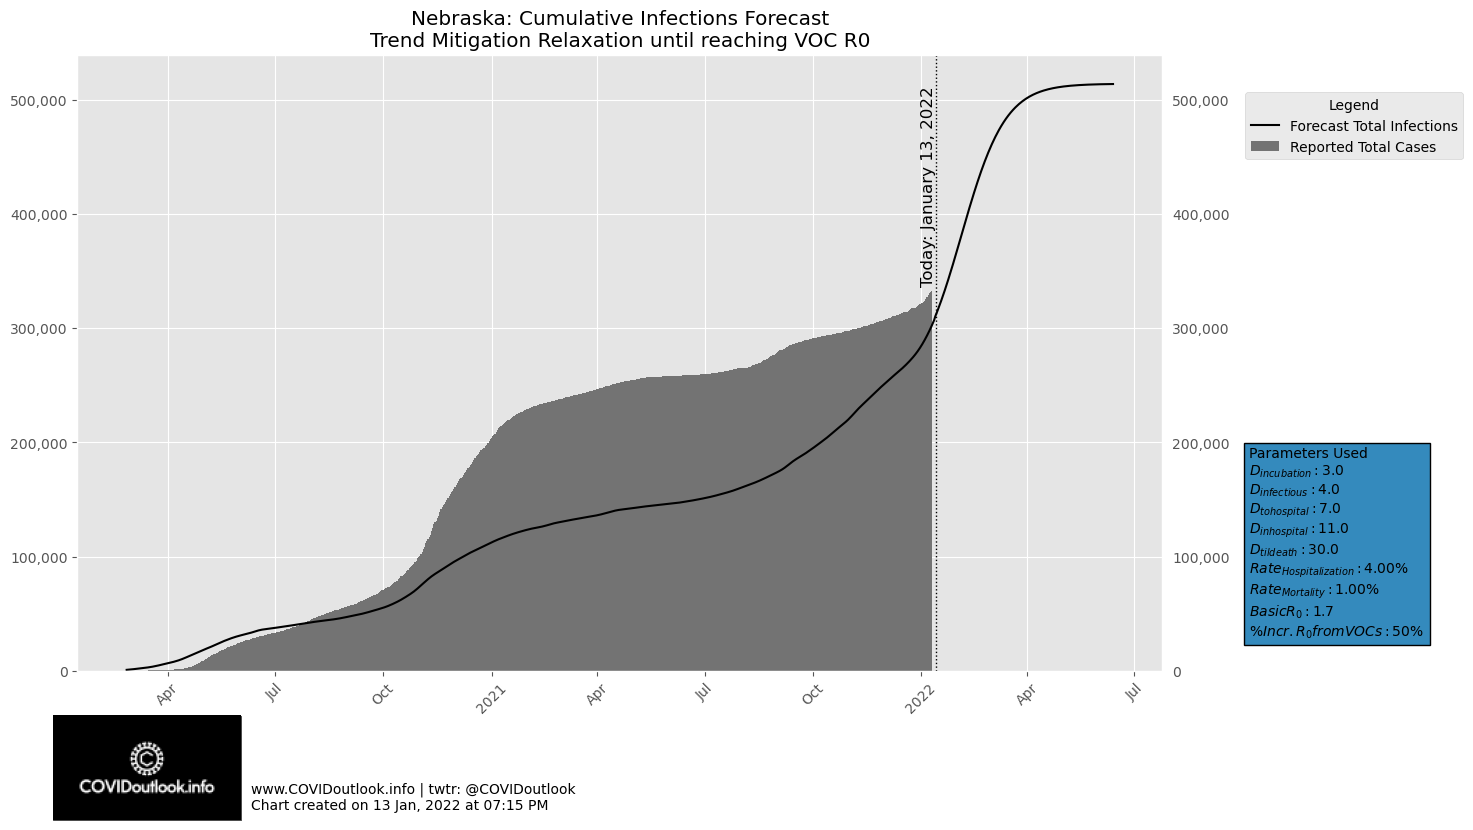 Nebraska: Cumulative Infections Forecast
Trend Mitigation Relaxation until reaching VOC R0
500,000
400,000
300,000
200,000
100,000
0
500,000
400,000
300,000
200,000
100,000
0
Today: January 13, 2022
Apr
Jul
Oct
2021
Apr
Jul
Oct
2022
Apr
Jul
Legend
Forecast Total Infections
Reported Total Cases
Parameters Used
D_incubation : 3.0
D_infectious : 4.0
D_tohospital : 7.0
D_inhospital : 11.0
D_tildeath : 30.0
Rate_Hospitalization : 4.00%
Rate_Mortality : 1.00%
BasicR₀ : 1.7
%Incr. R₀fromVOCs : 50%
COVIDoutlook.info
www.COVIDoutlook.info | twtr: @COVIDoutlook
Chart created on 13 Jan, 2022 at 07:15 PM